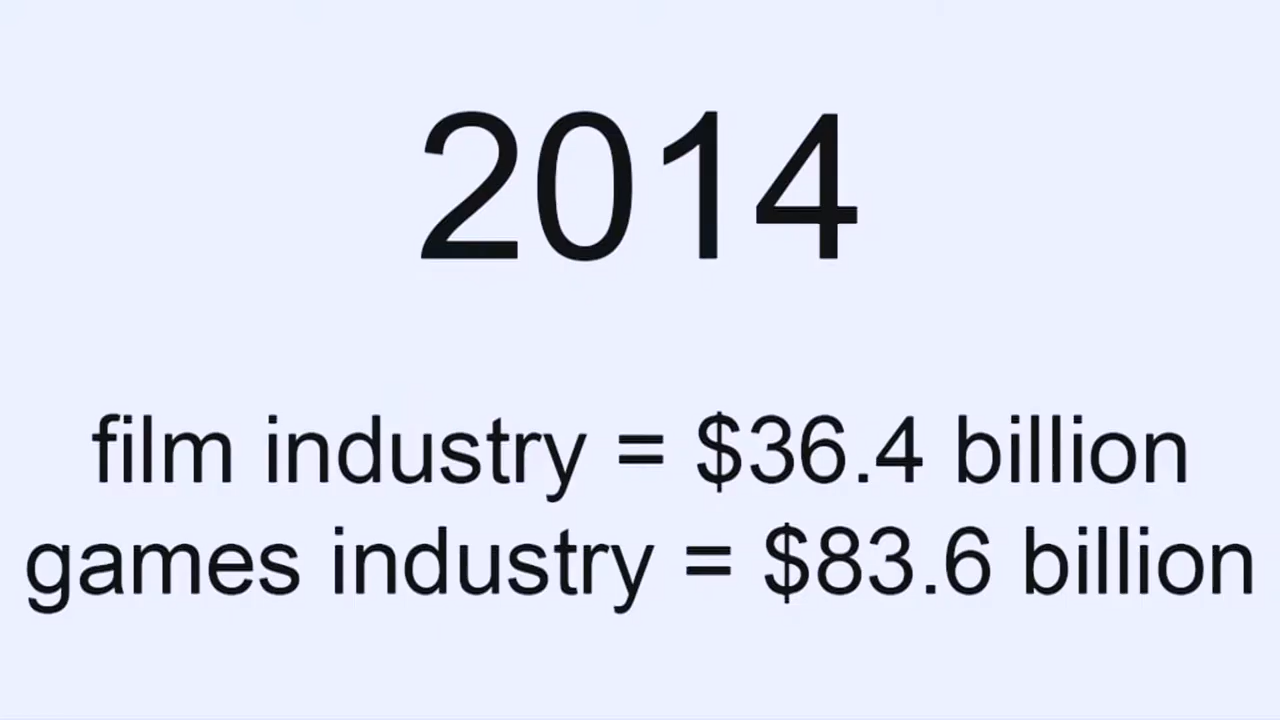 2014
film industry = $36.4 billion
games industry = $83.6 billion